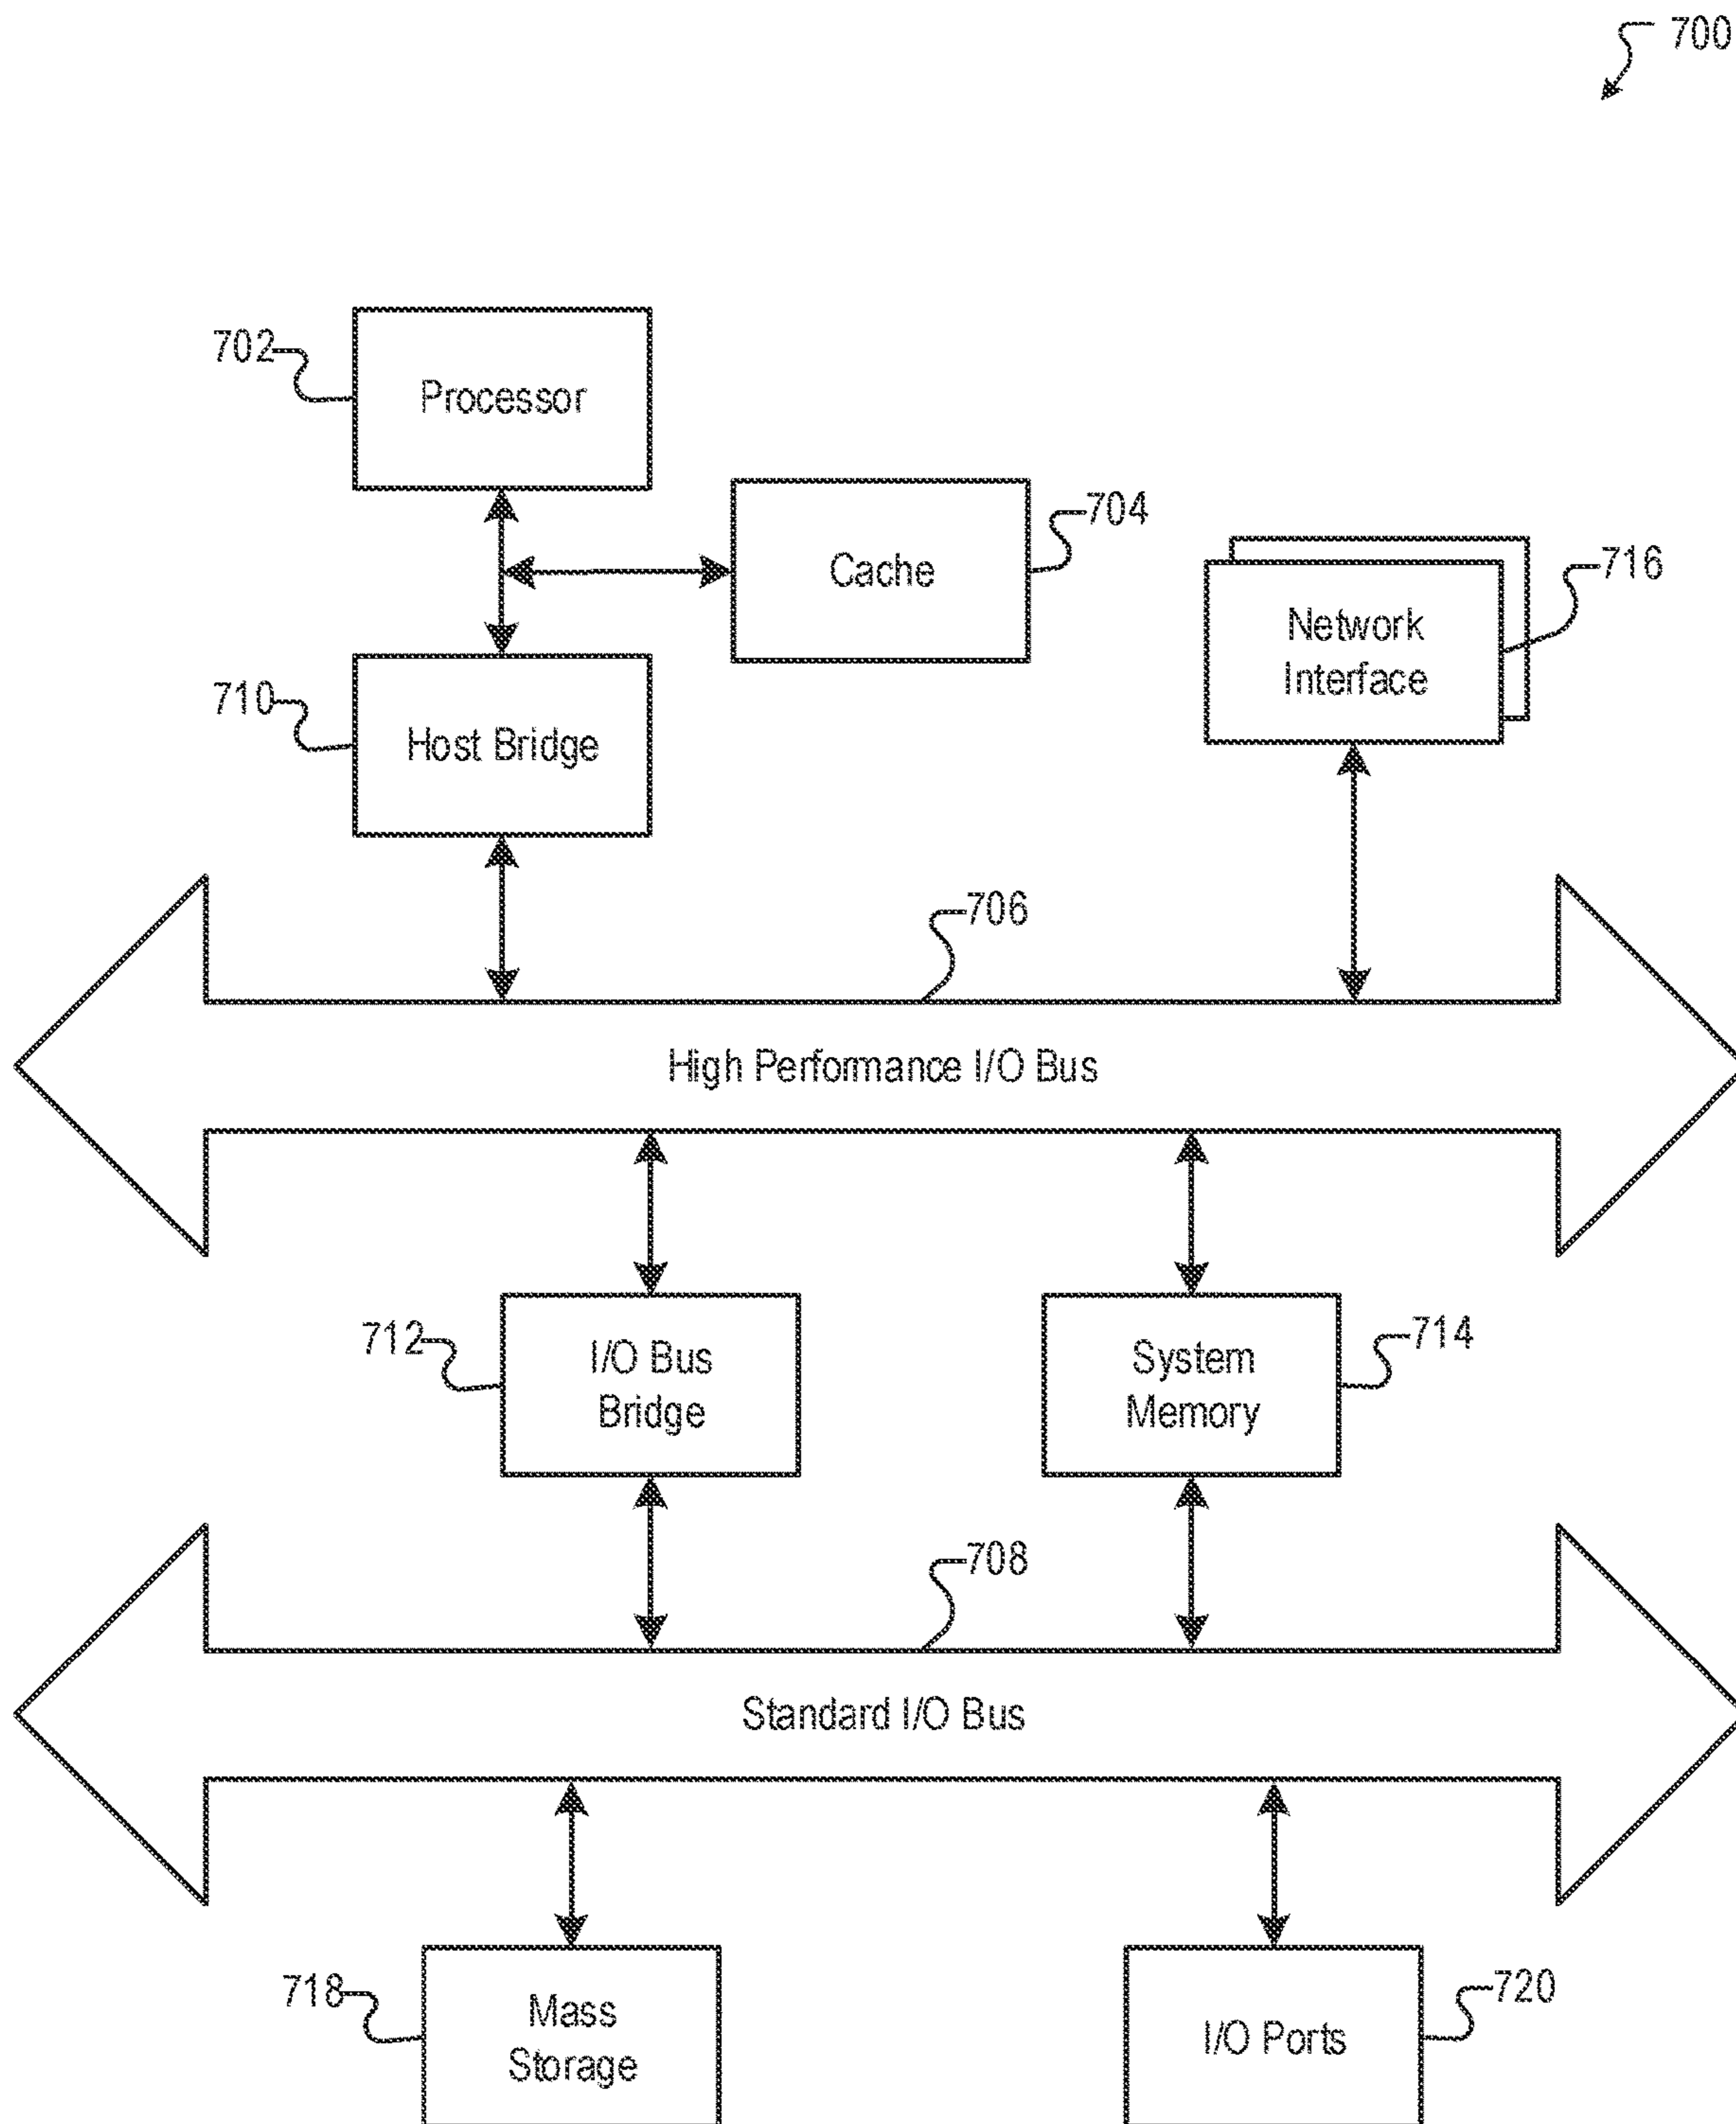 700
702
Processor
Cache
704
Network
Interface
716
710
Host Bridge
706
High Performance I/O Bus
712
I/O Bus
Bridge
System
Memory
714
708
Standard I/O Bus
718
Mass
Storage
I/O Ports
720